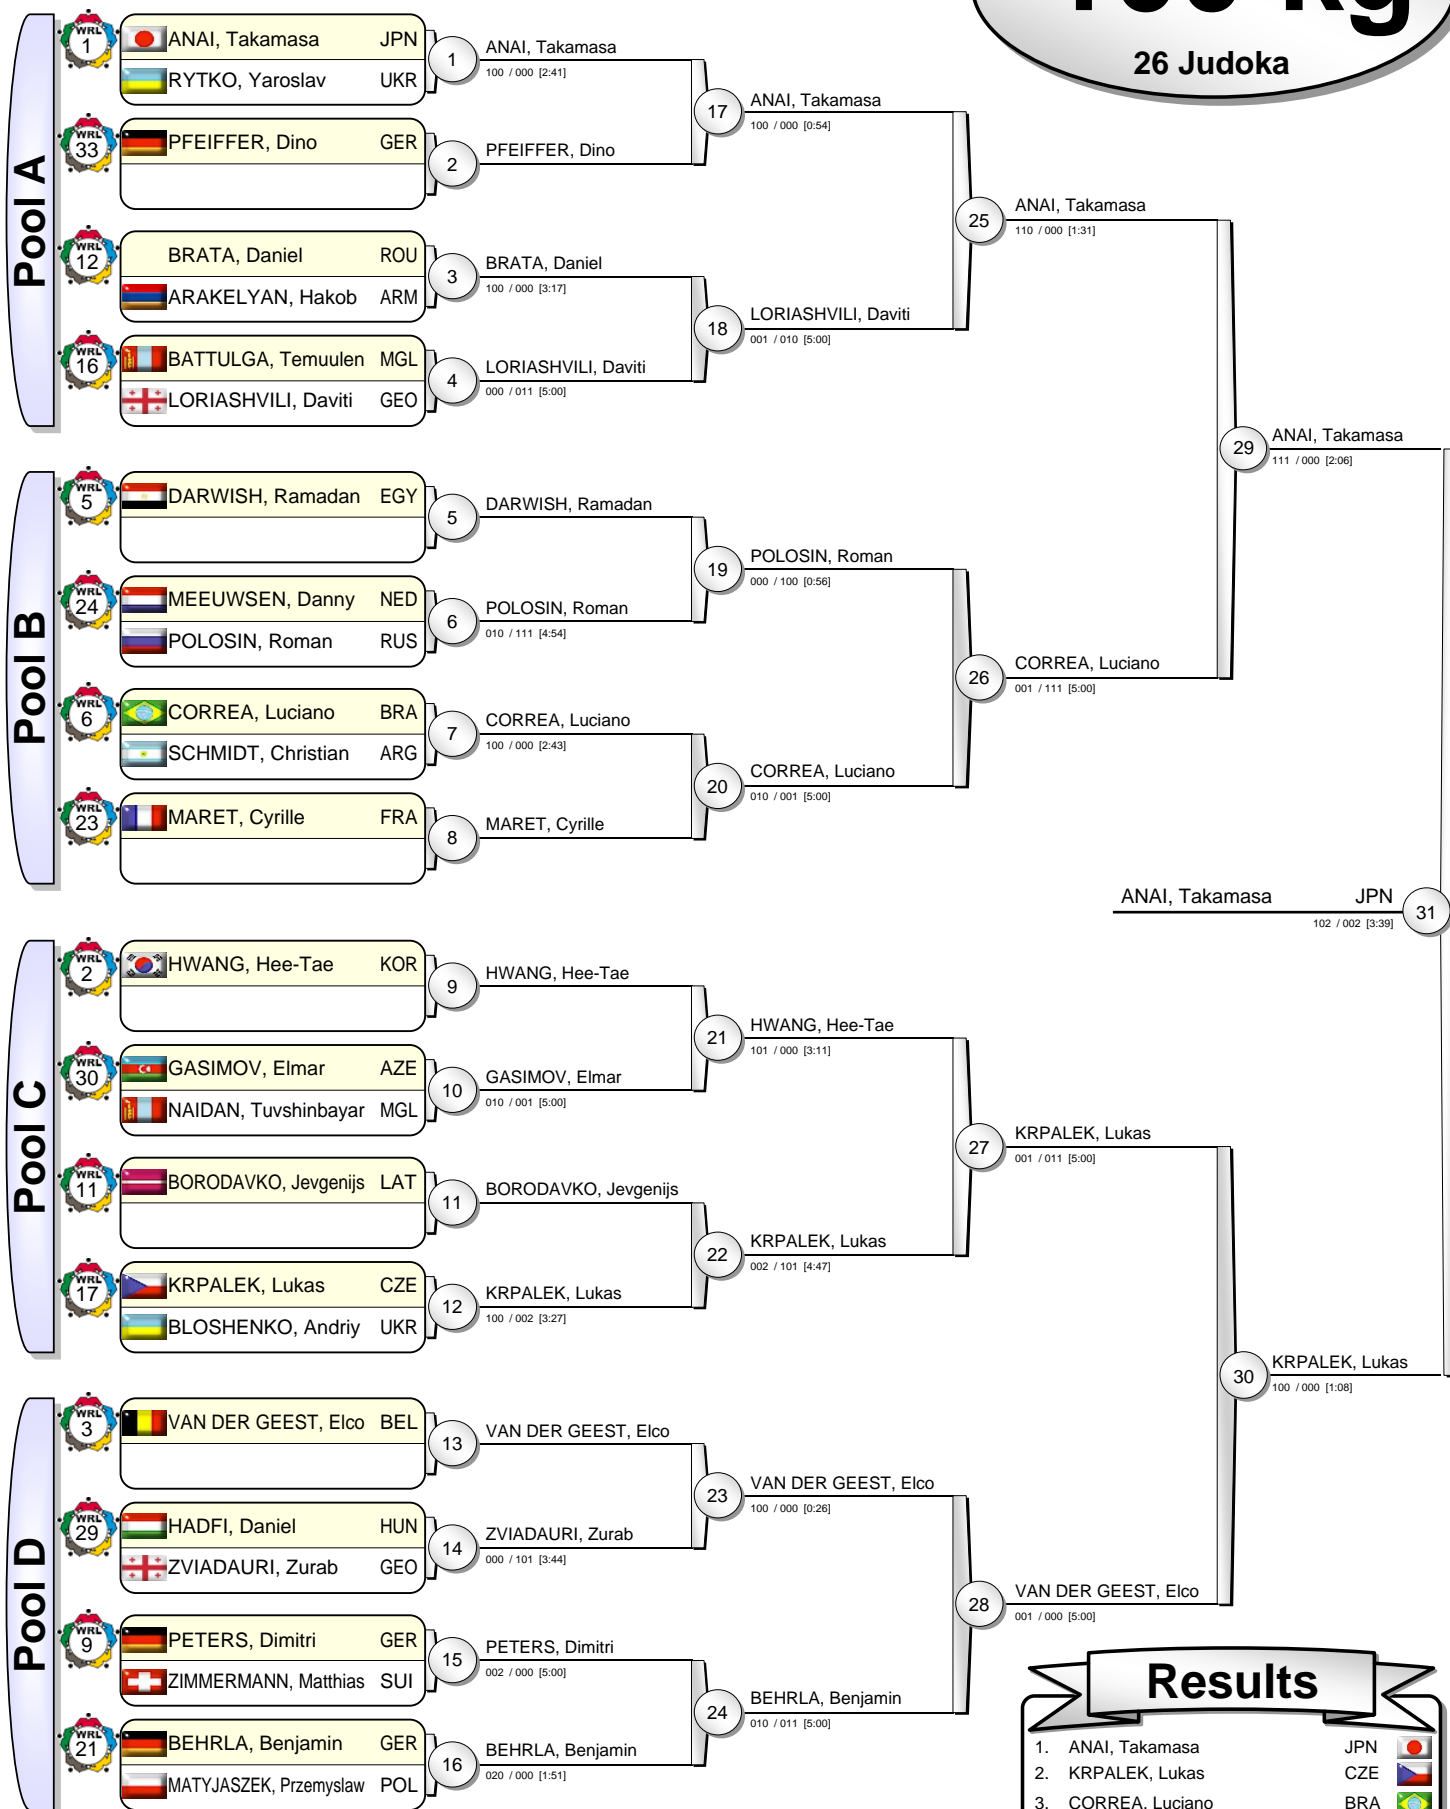 26 Judoka
Pool A
WRL 1
ANAI, Takamasa JPN
RYTKO, Yaroslav UKR
WRL 33
PFEIFFER, Dino GER
WRL 12
BRATA, Daniel ROU
ARAKELYAN, Hakob ARM
WRL 16
BATTULGA, Temuulen MGL
LORIASHVILI, Daviti GEO
Pool B
WRL 5
DARWISH, Ramadan EGY
WRL 24
MEEUWSEN, Danny NED
POLOSIN, Roman RUS
WRL 6
CORREA, Luciano BRA
SCHMIDT, Christian ARG
WRL 23
MARET, Cyrille FRA
Pool C
WRL 2
HWANG, Hee-Tae KOR
WRL 30
GASIMOV, Elmar AZE
NAIDAN, Tuvshinbayar MGL
WRL 11
BORODAVKO, Jevgenijs LAT
WRL 17
KRPALEK, Lukas CZE
BLOSHENKO, Andriy UKR
Pool D
WRL 3
VAN DER GEEST, Elco BEL
WRL 29
HADFI, Daniel HUN
ZVIADAURI, Zurab GEO
WRL 9
PETERS, Dimitri GER
ZIMMERMANN, Matthias SUI
WRL 21
BEHRLA, Benjamin GER
MATYJASZEK, Przemyslaw POL
1 ANAI, Takamasa
100 / 000 [2:41]
2 PFEIFFER, Dino
3 BRATA, Daniel
100 / 000 [3:17]
4 LORIASHVILI, Daviti
000 / 011 [5:00]
5 DARWISH, Ramadan
6 POLOSIN, Roman
010 / 111 [4:54]
7 CORREA, Luciano
100 / 000 [2:43]
8 MARET, Cyrille
9 HWANG, Hee-Tae
10 GASIMOV, Elmar
010 / 001 [5:00]
11 BORODAVKO, Jevgenijs
12 KRPALEK, Lukas
100 / 002 [3:27]
13 VAN DER GEEST, Elco
14 ZVIADAURI, Zurab
000 / 101 [3:44]
15 PETERS, Dimitri
002 / 000 [5:00]
16 BEHRLA, Benjamin
020 / 000 [1:51]
17 ANAI, Takamasa
100 / 000 [0:54]
18 LORIASHVILI, Daviti
001 / 010 [5:00]
19 POLOSIN, Roman
000 / 100 [0:56]
20 CORREA, Luciano
010 / 001 [5:00]
21 HWANG, Hee-Tae
101 / 000 [3:11]
22 KRPALEK, Lukas
002 / 101 [4:47]
23 VAN DER GEEST, Elco
100 / 000 [0:26]
24 BEHRLA, Benjamin
010 / 011 [5:00]
25 ANAI, Takamasa
110 / 000 [1:31]
26 CORREA, Luciano
001 / 111 [5:00]
27 KRPALEK, Lukas
001 / 011 [5:00]
28 VAN DER GEEST, Elco
001 / 000 [5:00]
29 ANAI, Takamasa
111 / 000 [2:06]
30 KRPALEK, Lukas
100 / 000 [1:08]
ANAI, Takamasa JPN 31
102 / 002 [3:39]
Results
1. ANAI, Takamasa JPN
2. KRPALEK, Lukas CZE
3. CORREA, Luciano BRA